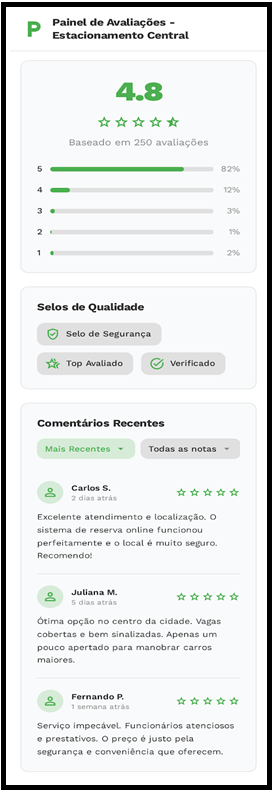 P
Painel de Avaliações -
Estacionamento Central
4.8
Baseado em 250 avaliações
5 82%
4 12%
3 3%
2 1%
1 2%
Selos de Qualidade
Selo de Segurança
Top Avaliado
Verificado
Comentários Recentes
Mais Recentes
Todas as notas
Carlos S.
2 dias atrás
Excelente atendimento e localização. O
sistema de reserva online funcionou
perfeitamente e o local é muito seguro.
Recomendo!
Juliana M.
5 dias atrás
Ótima opção no centro da cidade. Vagas
cobertas e bem sinalizadas. Apenas um
pouco apertado para manobrar carros
maiores.
Fernando P.
1 semana atrás
Serviço impecável. Funcionários atenciosos
e prestativos. O preço é justo pela
segurança e conveniência que oferecem.